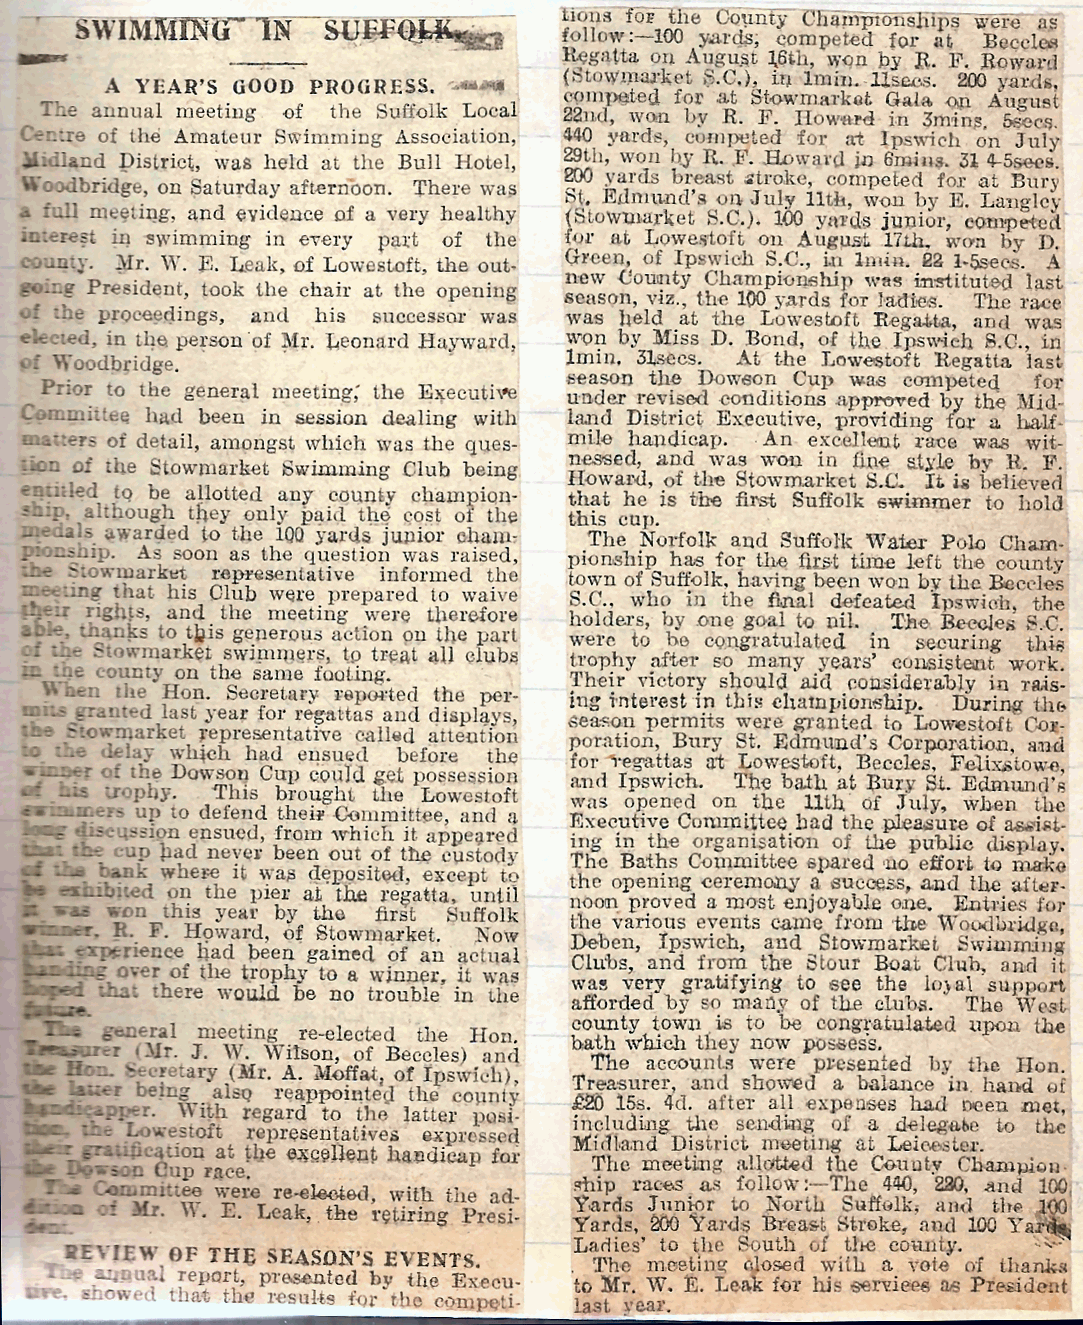 SWIMMING IN SUFFOLK.
A YEAR'S GOOD PROGRESS.
The annual meeting of the Suffolk Local
Centre of the Amateur Swimming Association,
Midland District, was held at the Bull Hotel,
Woodbridge, on Saturday afternoon. There was
a full meeting, and evidence of a very healthy
interest in swimming in every part of the
county. Mr. W. E. Leak, of Lowestoft, the out-
going President, took the chair at the opening
of the proceedings, and his successor was
elected, in the person of Mr. Leonard Hayward,
of Woodbridge.
Prior to the general meeting, the Executive
Committee had been in session dealing with
matters of detail, amongst which was the ques-
tion of the Stowmarket Swimming Club being
entitled to be allotted any county champion-
ship, although they only paid the cost of the
medals awarded to the 100 yards junior cham-
pionship. As soon as the question was raised,
the Stowmarket representative informed the
meeting that his Club were prepared to waive
their rights, and the meeting were therefore
able, thanks to this generous action on the part
of the Stowmarket swimmers, to treat all clubs
in the county on the same footing.
When the Hon. Secretary reported the per-
mits granted last year for regattas and displays,
the Stowmarket representative called attention
to the delay which had ensued before the
winner of the Dowson Cup could get possession
of his trophy. This brought the Lowestoft
swimmers up to defend their Committee, and a
long discussion ensued, from which it appeared
that the cup had never been out of the custody
of the bank where it was deposited, except to
be exhibited on the pier at the regatta, until
it was won this year by the first Suffolk
winner, R. F. Howard, of Stowmarket. Now
that experience had been gained of an actual
handing over of the trophy to a winner, it was
hoped that there would be no trouble in the
future.
The general meeting re-elected the Hon.
Treasurer (Mr. J. W. Wilson, of Beccles) and
the Hon. Secretary (Mr. A. Moffat, of Ipswich),
the latter being also reappointed the county
handicapper. With regard to the latter posi-
tion, the Lowestoft representatives expressed
their gratification at the excellent handicap for
the Dowson Cup race.
The Committee were re-elected, with the ad-
dition of Mr. W. E. Leak, the retiring Presi-
dent.
REVIEW OF THE SEASON'S EVENTS.
The annual report, presented by the Execu-
tive, showed that the results for the competi-
tions for the County Championships were as
follow:—100 yards, competed for at Beccles
Regatta on August 16th, won by R. F. Roward
(Stowmarket S.C.), in 1min. 11secs. 200 yards,
competed for at Stowmarket Gala on August
22nd, won by R. F. Howard in 3mins. 5secs.
440 yards, competed for at Ipswich on July
29th, won by R. F. Howard in 6mins. 31 4-5secs.
200 yards breast stroke, competed for at Bury
St. Edmund's on July 11th, won by E. Langley
(Stowmarket S.C.). 100 yards junior, competed
for at Lowestoft on August 17th, won by D.
Green, of Ipswich S.C., in 1min. 22 1-5secs. A
new County Championship was instituted last
season, viz., the 100 yards for ladies. The race
was held at the Lowestoft Regatta, and was
won by Miss D. Bond, of the Ipswich S.C., in
1min. 31secs. At the Lowestoft Regatta last
season the Dowson Cup was competed for
under revised conditions approved by the Mid-
land District Executive, providing for a half-
mile handicap. An excellent race was wit-
nessed, and was won in fine style by R. F.
Howard, of the Stowmarket S.C. It is believed
that he is the first Suffolk swimmer to hold
this cup.
The Norfolk and Suffolk Water Polo Cham-
pionship has for the first time left the county
town of Suffolk, having been won by the Beccles
S.C., who in the final defeated Ipswich, the
holders, by one goal to nil. The Beccles S.C.
were to be congratulated in securing this
trophy after so many years' consistent work.
Their victory should aid considerably in rais-
ing interest in this championship. During the
season permits were granted to Lowestoft Cor-
poration, Bury St. Edmund's Corporation, and
for regattas at Lowestoft, Beccles, Felixstowe,
and Ipswich. The bath at Bury St. Edmund's
was opened on the 11th of July, when the
Executive Committee had the pleasure of assist-
ing in the organisation of the public display.
The Baths Committee spared no effort to make
the opening ceremony a success, and the after-
noon proved a most enjoyable one. Entries for
the various events came from the Woodbridge,
Deben, Ipswich, and Stowmarket Swimming
Clubs, and from the Stour Boat Club, and it
was very gratifying to see the loyal support
afforded by so many of the clubs. The West
county town is to be congratulated upon the
bath which they now possess.
The accounts were presented by the Hon.
Treasurer, and showed a balance in hand of
£20 15s. 4d. after all expenses had been met,
including the sending of a delegate to the
Midland District meeting at Leicester.
The meeting allotted the County Champion-
ship races as follow:—The 440, 220, and 100
Yards Junior to North Suffolk, and the 100
Yards, 200 Yards Breast Stroke, and 100 Yards
Ladies' to the South of the county.
The meeting closed with a vote of thanks
to Mr. W. E. Leak for his services as President
last year.